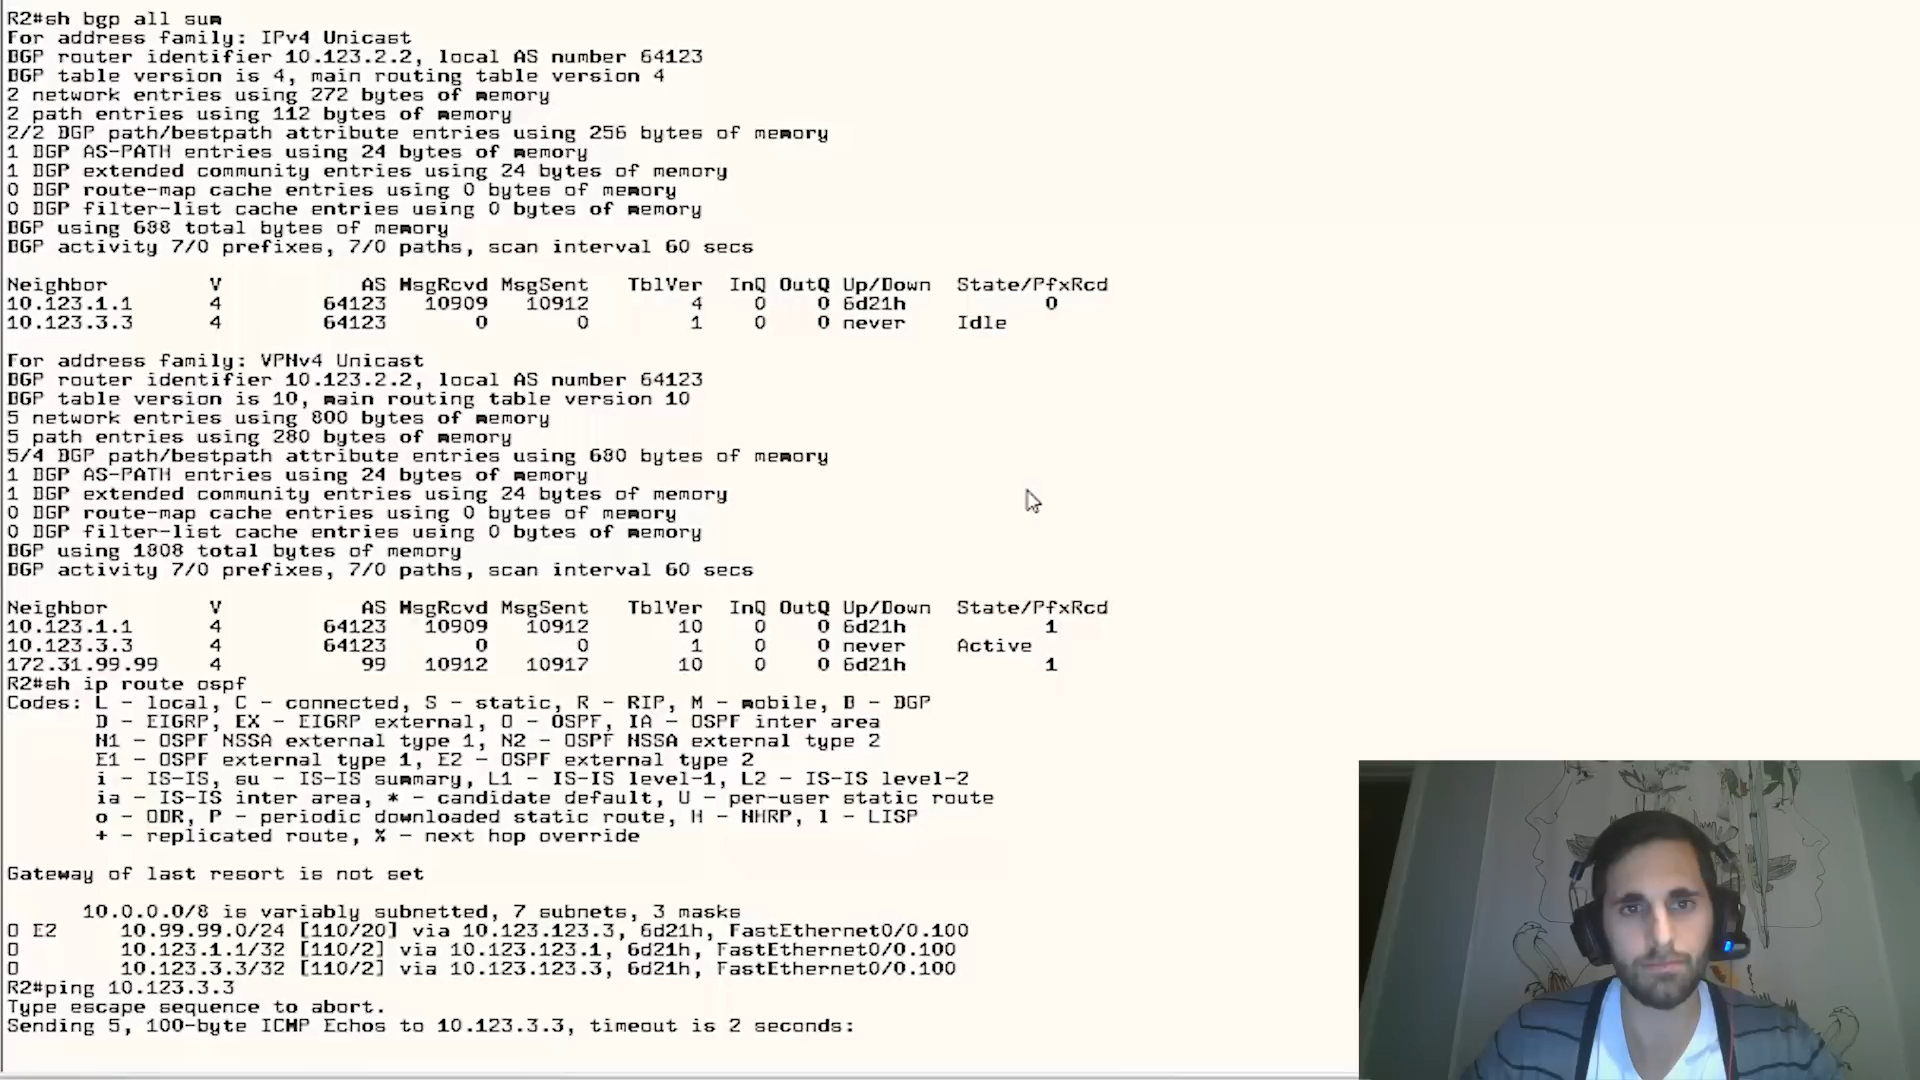 R2#sh bgp all sum
For address family: IPv4 Unicast
BGP router identifier 10.123.2.2, local AS number 64123
BGP table version is 4, main routing table version 4
2 network entries using 272 bytes of memory
2 path entries using 112 bytes of memory
2/2 BGP path/bestpath attribute entries using 256 bytes of memory
1 BGP AS-PATH entries using 24 bytes of memory
1 BGP extended community entries using 24 bytes of memory
0 BGP route-map cache entries using 0 bytes of memory
0 BGP filter-list cache entries using 0 bytes of memory
BGP using 688 total bytes of memory
BGP activity 7/0 prefixes, 7/0 paths, scan interval 60 secs
Neighbor V AS MsgRcvd MsgSent TblVer InQ OutQ Up/Down State/PfxRcd
10.123.1.1 4 64123 10909 10912 4 0 0 6d21h 0
10.123.3.3 4 64123 0 0 1 0 0 never Idle
For address family: VPNv4 Unicast
BGP router identifier 10.123.2.2, local AS number 64123
BGP table version is 10, main routing table version 10
5 network entries using 800 bytes of memory
5 path entries using 280 bytes of memory
5/4 BGP path/bestpath attribute entries using 680 bytes of memory
1 BGP AS-PATH entries using 24 bytes of memory
1 BGP extended community entries using 24 bytes of memory
0 BGP route-map cache entries using 0 bytes of memory
0 BGP filter-list cache entries using 0 bytes of memory
BGP using 1808 total bytes of memory
BGP activity 7/0 prefixes, 7/0 paths, scan interval 60 secs
Neighbor V AS MsgRcvd MsgSent TblVer InQ OutQ Up/Down State/PfxRcd
10.123.1.1 4 64123 10909 10912 10 0 0 6d21h 1
10.123.3.3 4 64123 0 0 1 0 0 never Active
172.31.99.99 4 99 10912 10917 10 0 0 6d21h 1
R2#sh ip route ospf
Codes: L - local, C - connected, S - static, R - RIP, M - mobile, B - BGP
D - EIGRP, EX - EIGRP external, O - OSPF, IA - OSPF inter area
N1 - OSPF NSSA external type 1, N2 - OSPF NSSA external type 2
E1 - OSPF external type 1, E2 - OSPF external type 2
i - IS-IS, su - IS-IS summary, L1 - IS-IS level-1, L2 - IS-IS level-2
ia - IS-IS inter area, * - candidate default, U - per-user static route
o - ODR, P - periodic downloaded static route, H - NHRP, l - LISP
+ - replicated route, % - next hop override
Gateway of last resort is not set
10.0.0.0/8 is variably subnetted, 7 subnets, 3 masks
O E2 10.99.99.0/24 [110/20] via 10.123.123.3, 6d21h, FastEthernet0/0.100
O 10.123.1.1/32 [110/2] via 10.123.123.1, 6d21h, FastEthernet0/0.100
O 10.123.3.3/32 [110/2] via 10.123.123.3, 6d21h, FastEthernet0/0.100
R2#ping 10.123.3.3
Type escape sequence to abort.
Sending 5, 100-byte ICMP Echos to 10.123.3.3, timeout is 2 seconds: